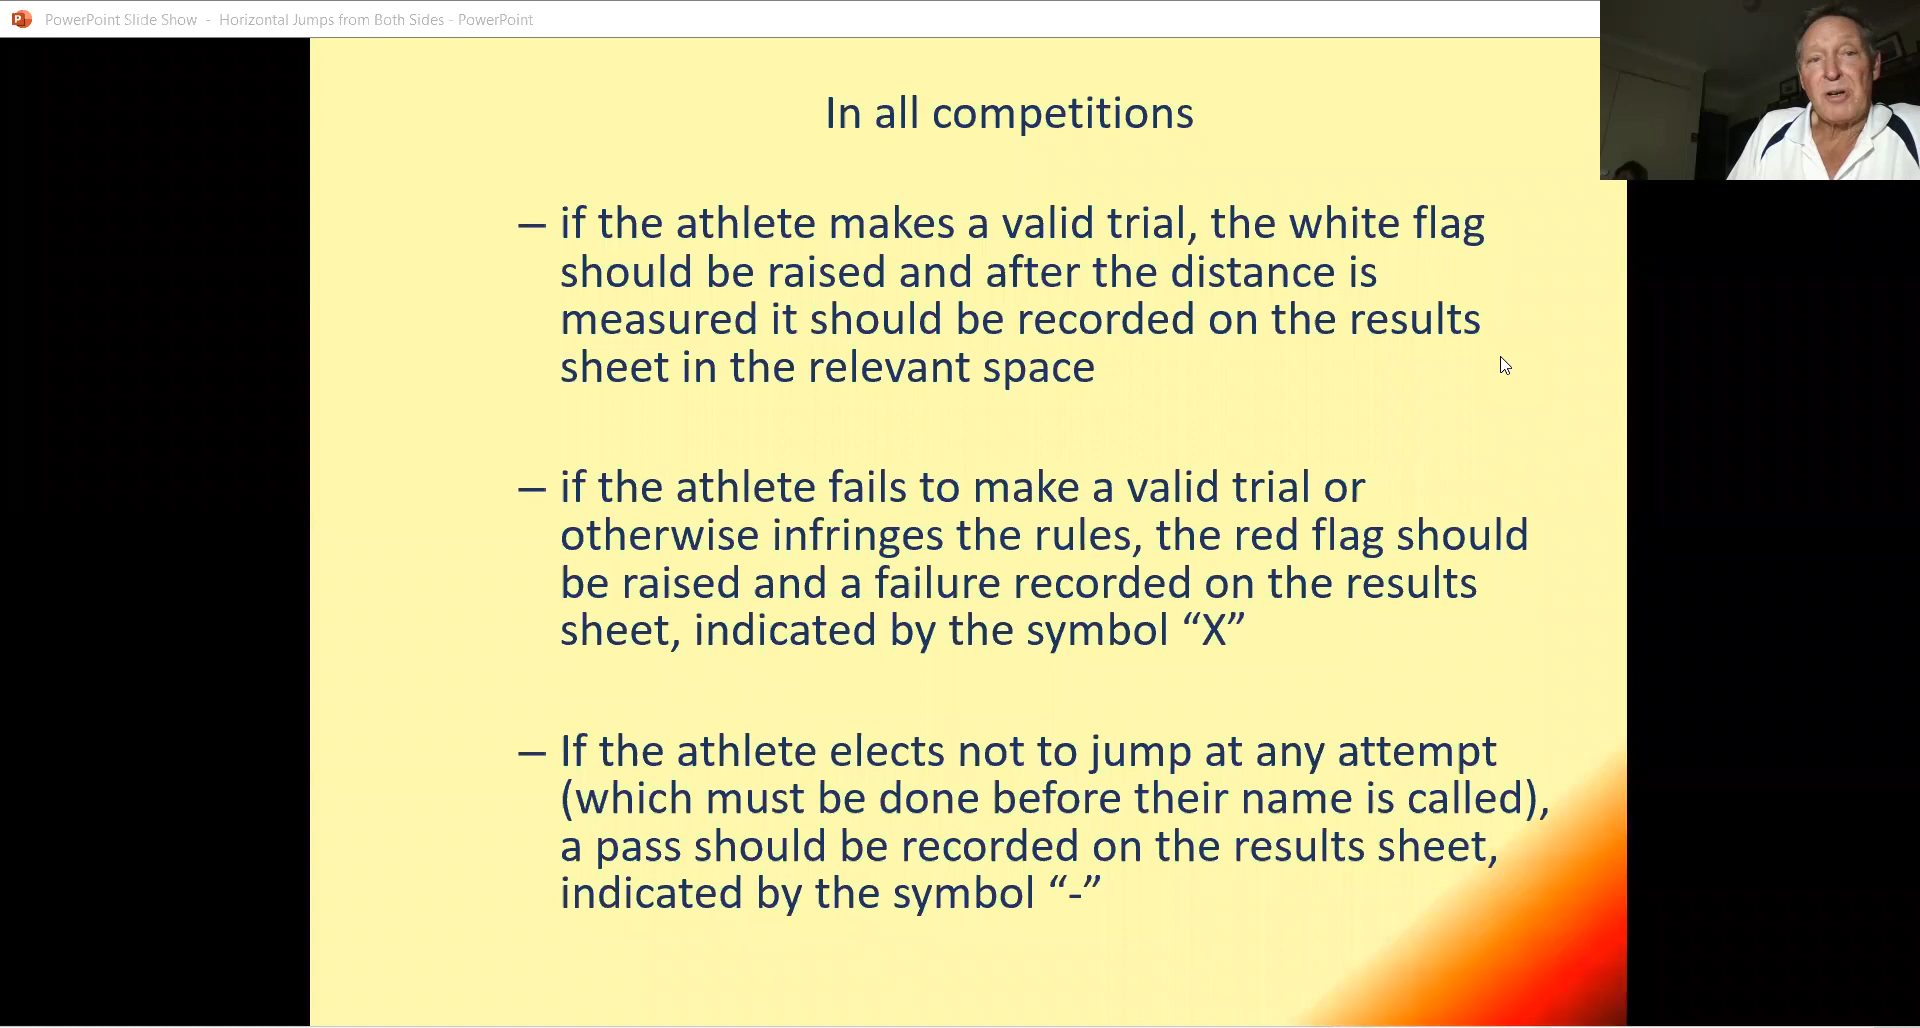 PowerPoint Slide Show - Horizontal Jumps from Both Sides - PowerPoint
In all competitions
– if the athlete makes a valid trial, the white flag
should be raised and after the distance is
measured it should be recorded on the results
sheet in the relevant space
– if the athlete fails to make a valid trial or
otherwise infringes the rules, the red flag should
be raised and a failure recorded on the results
sheet, indicated by the symbol “X”
– If the athlete elects not to jump at any attempt
(which must be done before their name is called),
a pass should be recorded on the results sheet,
indicated by the symbol “-”